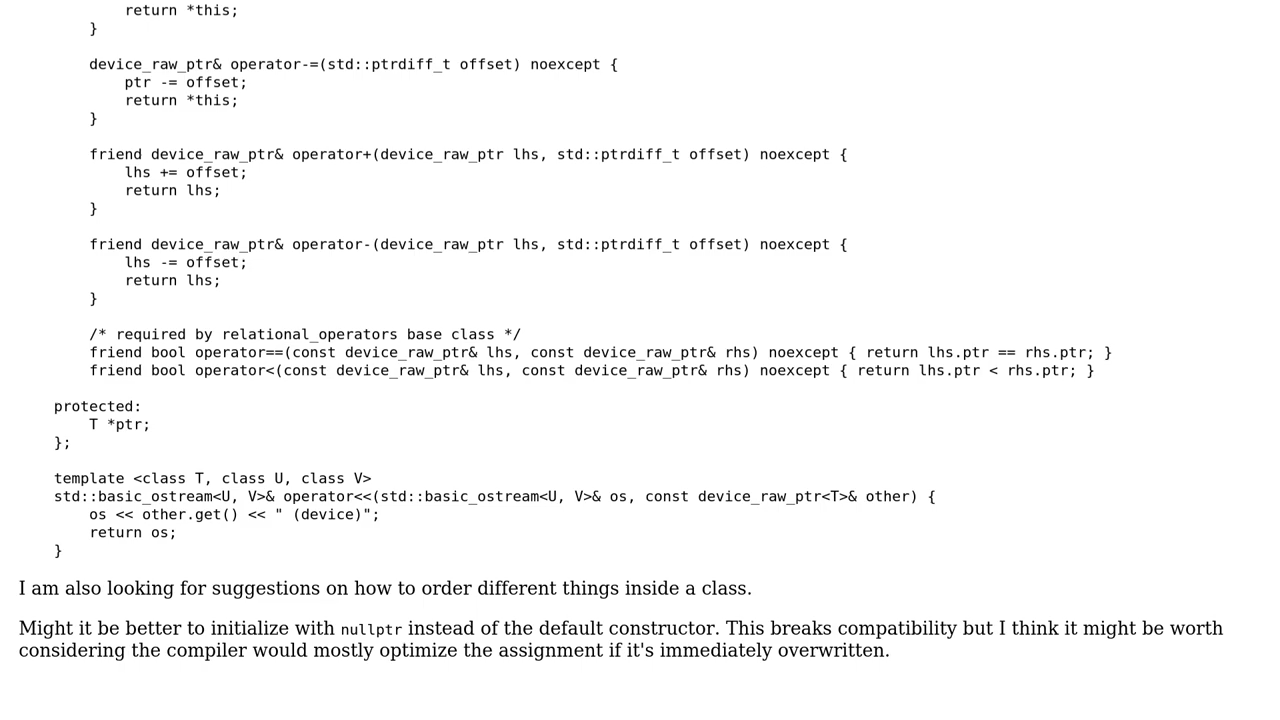 return *this;
}
device_raw_ptr& operator-=(std::ptrdiff_t offset) noexcept {
ptr -= offset;
return *this;
}
friend device_raw_ptr& operator+(device_raw_ptr lhs, std::ptrdiff_t offset) noexcept {
lhs += offset;
return lhs;
}
friend device_raw_ptr& operator-(device_raw_ptr lhs, std::ptrdiff_t offset) noexcept {
lhs -= offset;
return lhs;
}
/* required by relational_operators base class */
friend bool operator==(const device_raw_ptr& lhs, const device_raw_ptr& rhs) noexcept { return lhs.ptr == rhs.ptr; }
friend bool operator<(const device_raw_ptr& lhs, const device_raw_ptr& rhs) noexcept { return lhs.ptr < rhs.ptr; }
protected:
T *ptr;
};
template <class T, class U, class V>
std::basic_ostream<U, V>& operator<<(std::basic_ostream<U, V>& os, const device_raw_ptr<T>& other) {
os << other.get() << " (device)";
return os;
}
I am also looking for suggestions on how to order different things inside a class.
Might it be better to initialize with nullptr instead of the default constructor. This breaks compatibility but I think it might be worth
considering the compiler would mostly optimize the assignment if it's immediately overwritten.